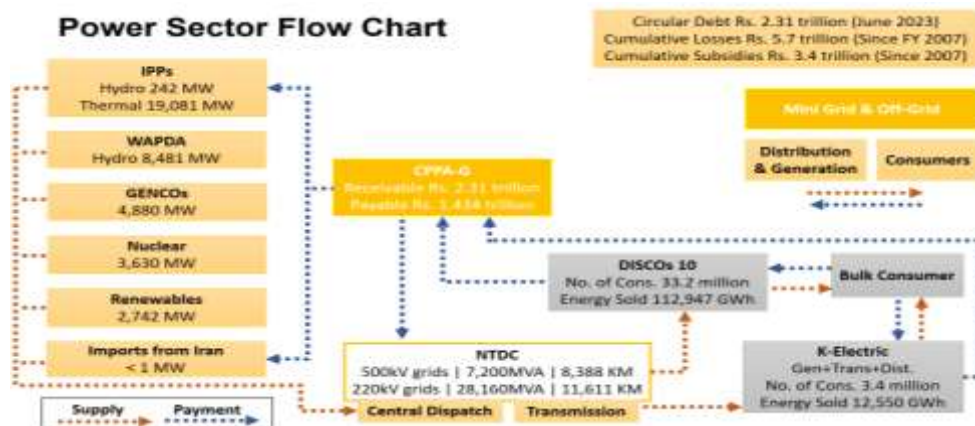 Power Sector Flow Chart
Circular Debt Rs. 2.31 trillion (June 2023)
Cumulative Losses Rs. 5.7 trillion (Since FY 2007)
Cumulative Subsidies Rs. 3.4 trillion (Since 2007)
IPPs
Hydro 242 MW
Thermal 19,081 MW
WAPDA
Hydro 8,481 MW
GENCOs
4,880 MW
Nuclear
3,630 MW
Renewables
2,742 MW
Imports from Iran
< 1 MW
Supply
Payment
CPPA-G
Receivable Rs. 2.31 trillion
Payable Rs. 1.434 trillion
Mini Grid & Off-Grid
Distribution
& Generation
Consumers
DISCOs 10
No. of Cons. 33.2 million
Energy Sold 112,947 GWh
Bulk Consumer
NTDC
500kV grids | 7,200MVA | 8,388 KM
220kV grids | 28,160MVA | 11,611 KM
Central Dispatch
Transmission
K-Electric
Gen+Trans+Dist.
No. of Cons. 3.4 million
Energy Sold 12,550 GWh